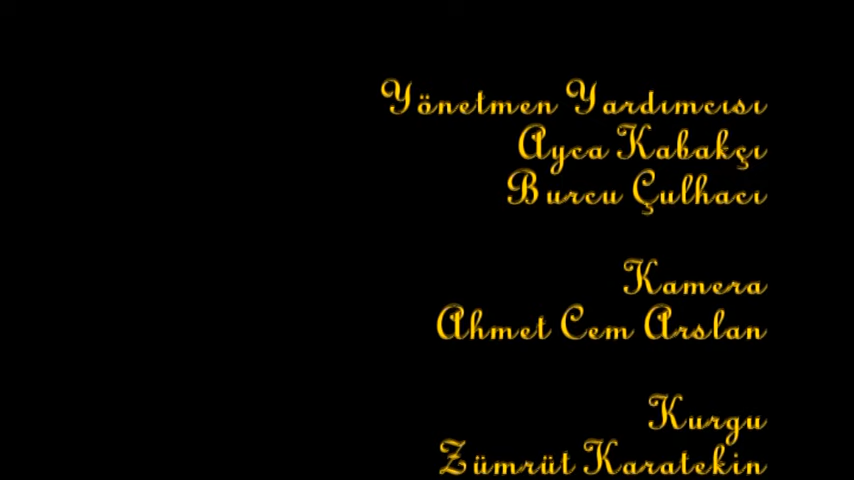 Yönetmen Yardımcısı
Ayca Kabakçı
Burcu Çulhacı
Kamera
Ahmet Cem Arslan
Kurgu
Zümrüt Karatekin